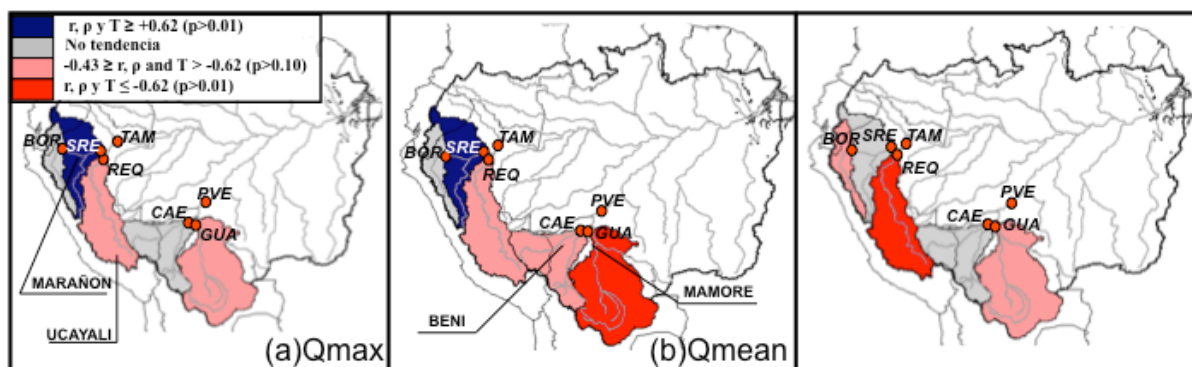 r, ρ y T ≥ +0.62 (p>0.01)
No tendencia
-0.43 ≥ r, ρ and T > -0.62 (p>0.10)
r, ρ y T ≤ -0.62 (p>0.01)
BOR
SRE
TAM
REQ
PVE
CAE
GUA
MARAÑON
UCAYALI
(a)Qmax
BOR
SRE
TAM
REQ
PVE
CAE
GUA
MAMORE
BENI
(b)Qmean
BOR
SRE
TAM
REQ
PVE
CAE
GUA